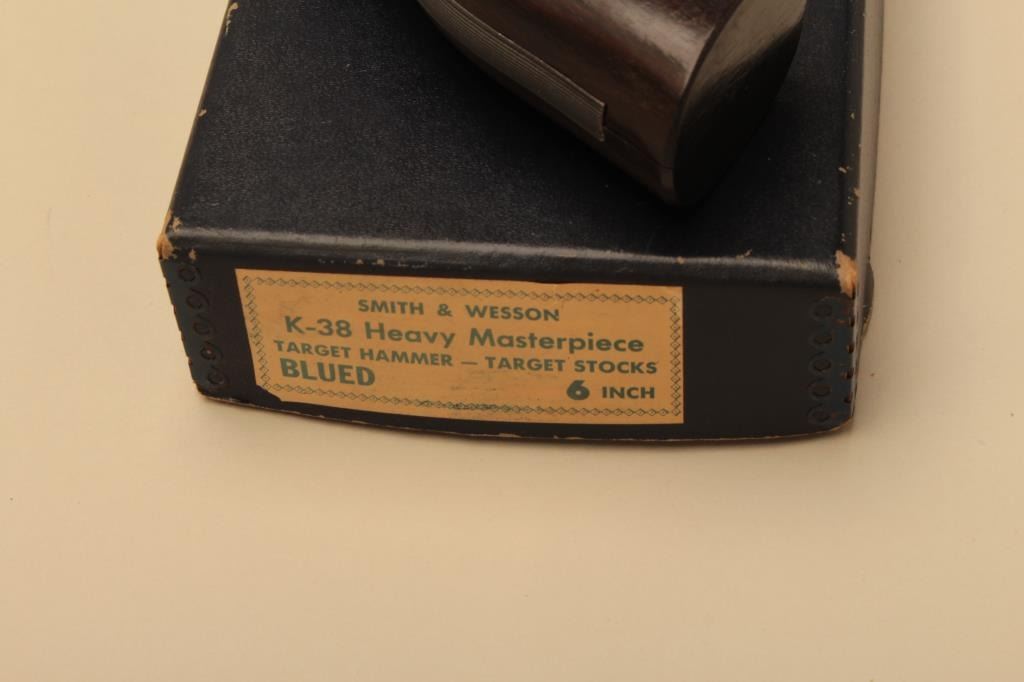 SMITH & WESSON
K-38 Heavy Masterpiece
TARGET HAMMER — TARGET STOCKS
BLUED 6 INCH